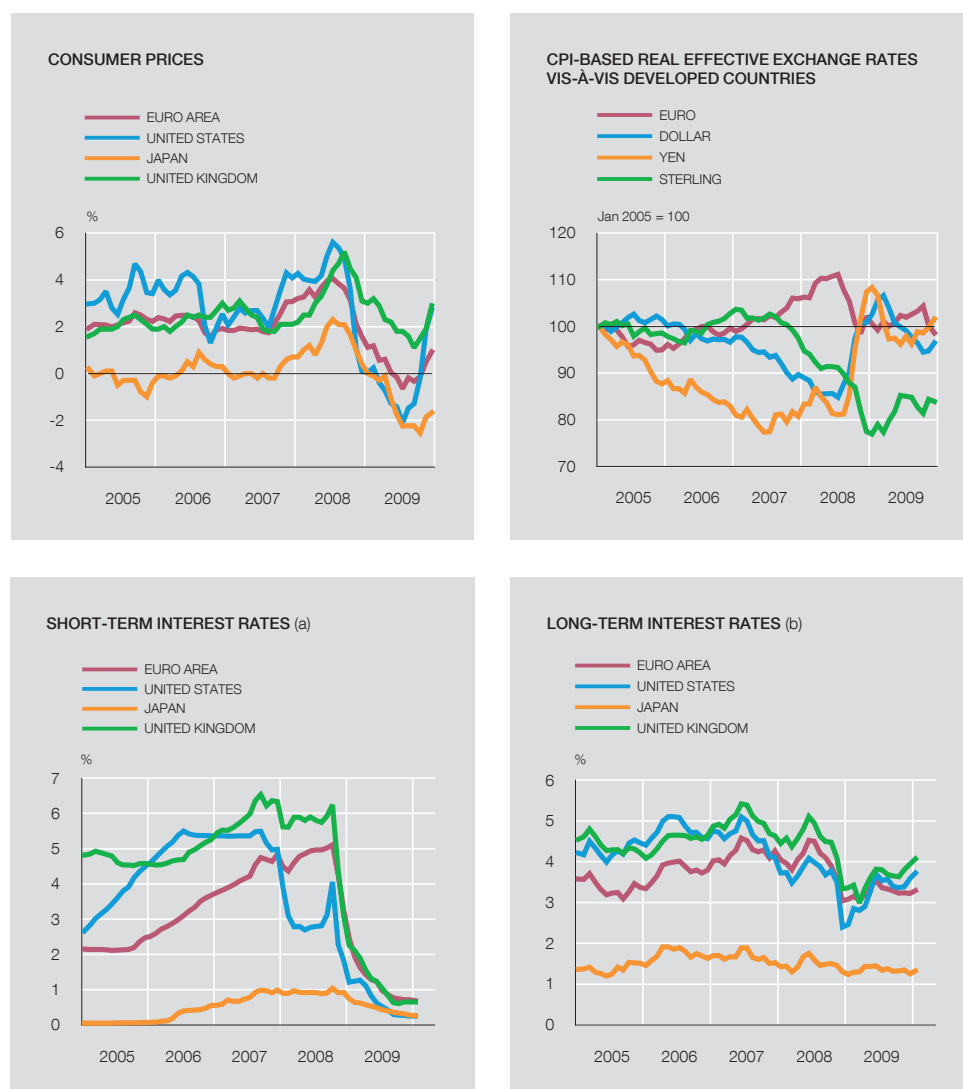 CONSUMER PRICES
EURO AREA
UNITED STATES
JAPAN
UNITED KINGDOM
%
6
4
2
0
-2
-4
2005 2006 2007 2008 2009
CPI-BASED REAL EFFECTIVE EXCHANGE RATES
VIS-À-VIS DEVELOPED COUNTRIES
EURO
DOLLAR
YEN
STERLING
Jan 2005 = 100
120
110
100
90
80
70
2005 2006 2007 2008 2009
SHORT-TERM INTEREST RATES (a)
EURO AREA
UNITED STATES
JAPAN
UNITED KINGDOM
%
7
6
5
4
3
2
1
0
2005 2006 2007 2008 2009
LONG-TERM INTEREST RATES (b)
EURO AREA
UNITED STATES
JAPAN
UNITED KINGDOM
%
6
5
4
3
2
1
0
2005 2006 2007 2008 2009